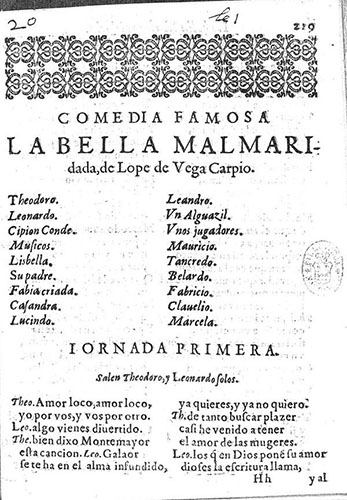 20
219
COMEDIA FAMOSA
LA BELLA MALMARI-
dada, de Lope de Vega Carpio.
Theodoro.
Leonardo.
Cipion Conde.
Musicos.
Lisbella.
Su padre.
Fabia criada.
Casandra.
Lucindo.
Leandro.
Vn Alguazil.
Vnos jugadores.
Mauricio.
Tancredo.
Belardo.
Fabricio.
Clauelio.
Marcela.
IORNADA PRIMERA.
Salen Theodoro, y Leonardo solos.
Theo. Amor loco, amor loco,
yo por vos, y vos por otro.
Leo. algo vienes diuertido.
The. bien dixo Montemayor
esta cancion. Leo. Galaor
se te ha en el alma infundido,
ya quieres, y ya no quiero.
Th. de tanto buscar plazer
casi he venido a tener
el amor de las mugeres.
Leo. los q̃ en Dios poné su amor
dioses la escritura llama,
Hh
y al